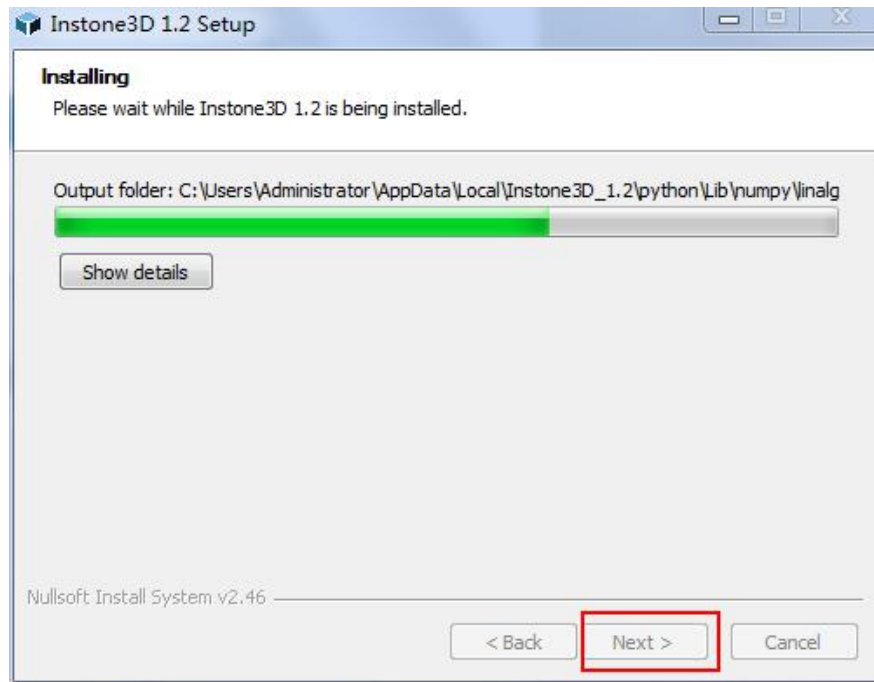 Instone3D 1.2 Setup
Installing
Please wait while Instone3D 1.2 is being installed.
Output folder: C:\Users\Administrator\AppData\Local\Instone3D_1.2\python\Lib\numpy\linalg
Show details
Nullsoft Install System v2.46
< Back Next > Cancel